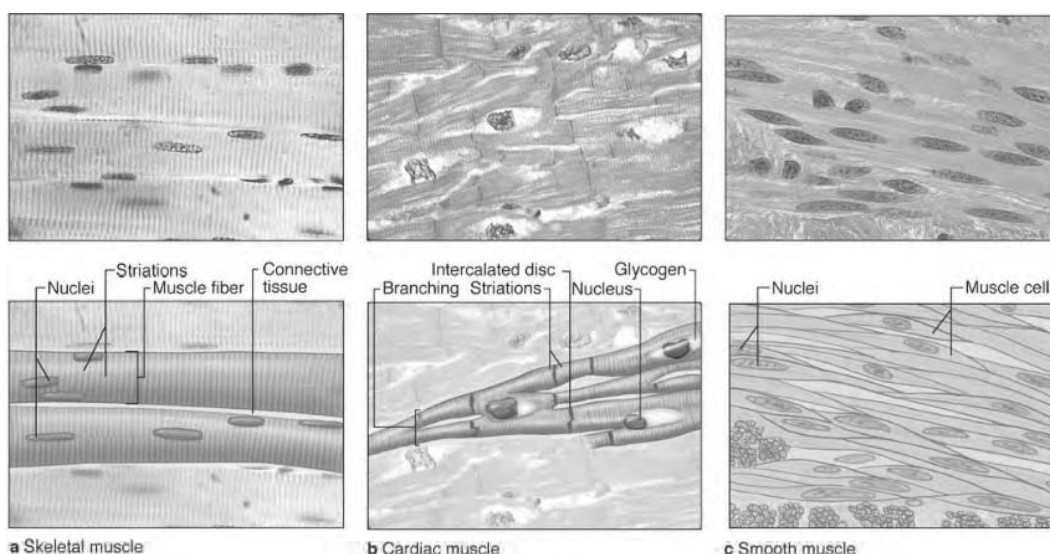 Striations
Connective
tissue
Nuclei
Muscle fiber
Intercalated disc
Glycogen
Branching
Striations
Nucleus
Nuclei
Muscle cell
a Skeletal muscle
b Cardiac muscle
c Smooth muscle